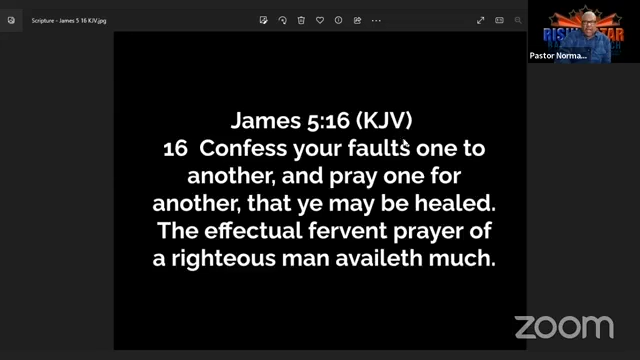 Scripture - James 5 16 KJV.jpg
Pastor Norma...
James 5:16 (KJV)
16 Confess your faults one to
another, and pray one for
another, that ye may be healed.
The effectual fervent prayer of
a righteous man availeth much.
zoom